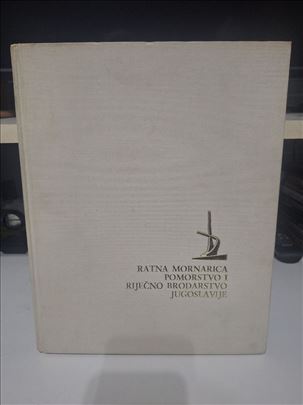 RATNA MORNARICA
POMORSTVO I
RIJEČNO BRODARSTVO
JUGOSLAVIJE